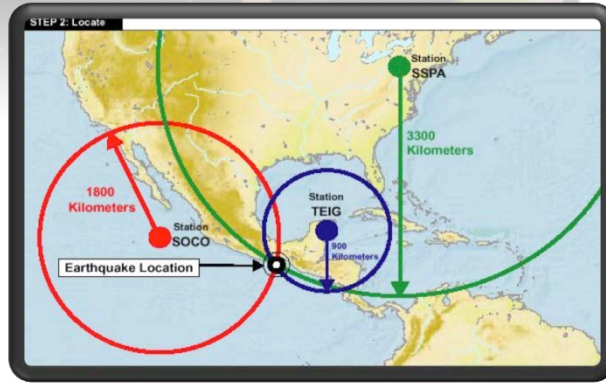 STEP 2: Locate
Station
SSPA
3300
Kilometers
1800
Kilometers
Station
TEIG
Station
SOCO
900
Kilometers
Earthquake Location